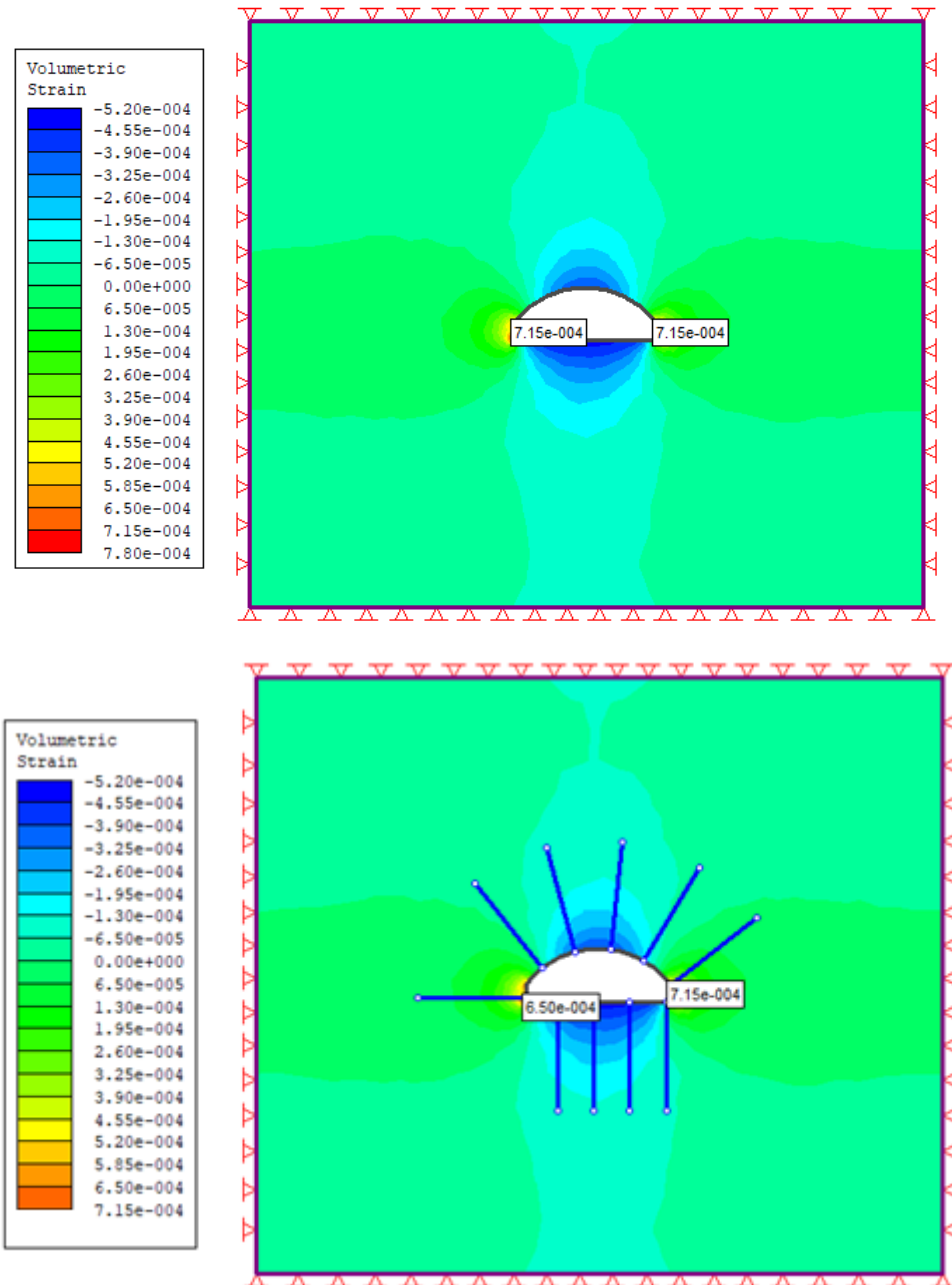 Volumetric
Strain
-5.20e-004
-4.55e-004
-3.90e-004
-3.25e-004
-2.60e-004
-1.95e-004
-1.30e-004
-6.50e-005
0.00e+000
6.50e-005
1.30e-004
1.95e-004
2.60e-004
3.25e-004
3.90e-004
4.55e-004
5.20e-004
5.85e-004
6.50e-004
7.15e-004
7.80e-004
7.15e-004 7.15e-004
Volumetric
Strain
-5.20e-004
-4.55e-004
-3.90e-004
-3.25e-004
-2.60e-004
-1.95e-004
-1.30e-004
-6.50e-005
0.00e+000
6.50e-005
1.30e-004
1.95e-004
2.60e-004
3.25e-004
3.90e-004
4.55e-004
5.20e-004
5.85e-004
6.50e-004
7.15e-004
6.50e-004 7.15e-004